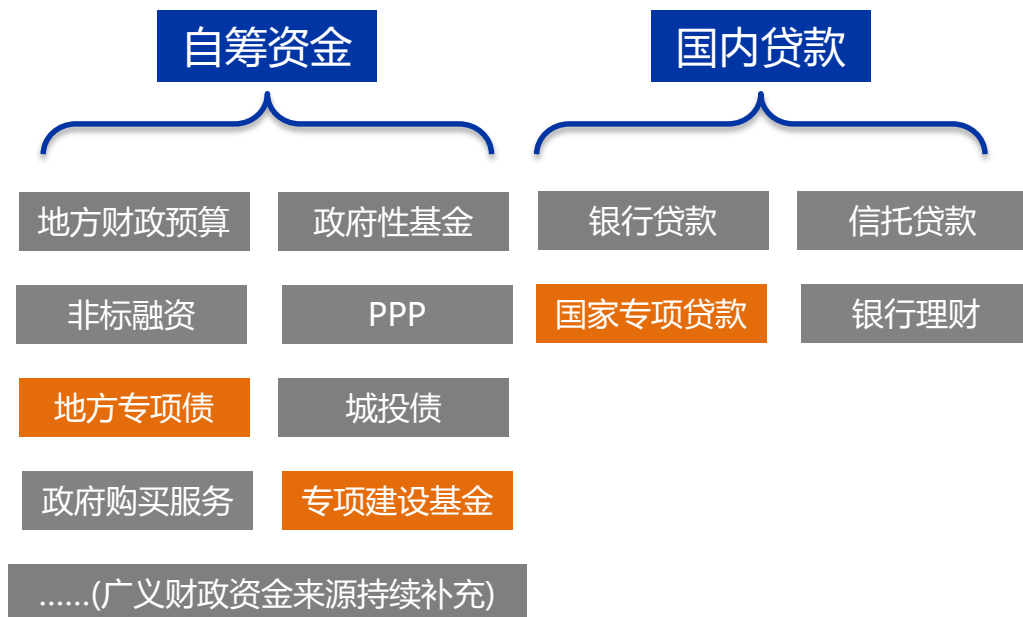 自筹资金
国内贷款
地方财政预算
政府性基金
银行贷款
信托贷款
非标融资
PPP
国家专项贷款
银行理财
地方专项债
城投债
政府购买服务
专项建设基金
......(广义财政资金来源持续补充)